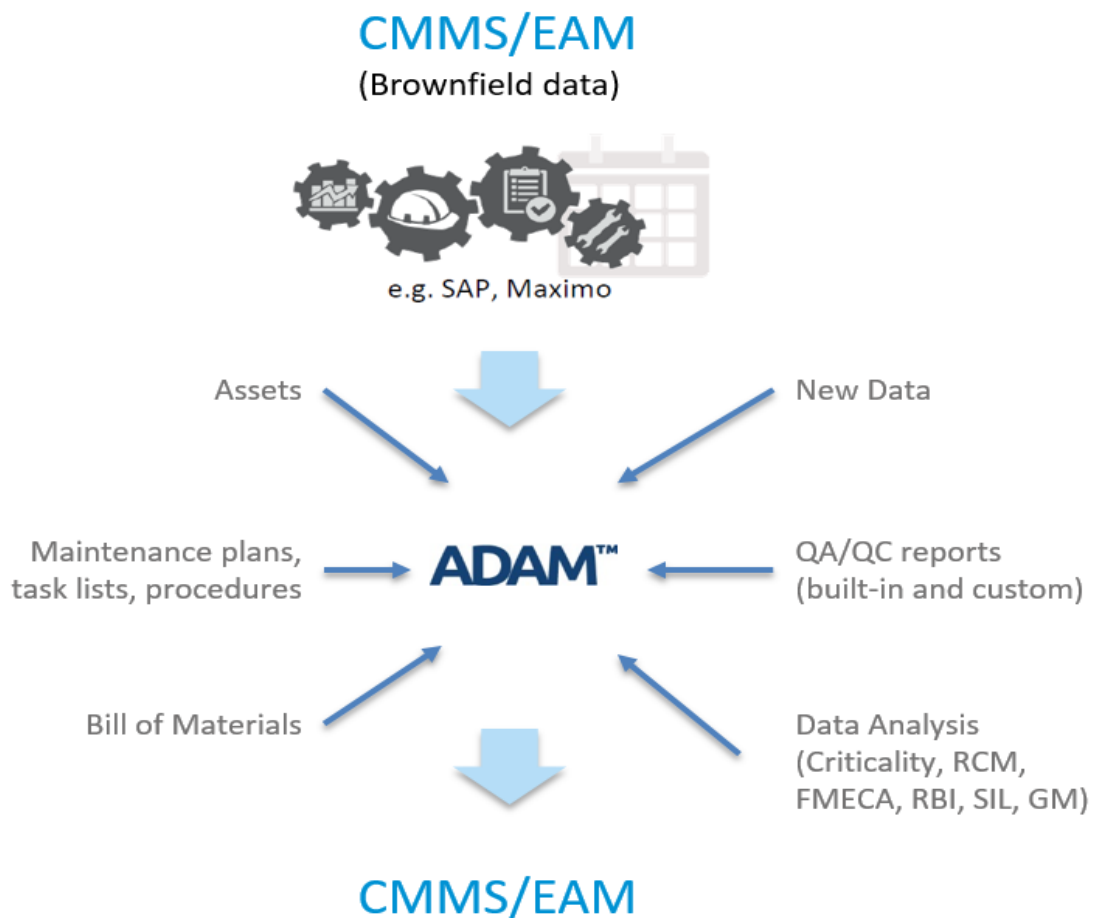 CMMS/EAM
(Brownfield data)
e.g. SAP, Maximo
Assets
New Data
Maintenance plans,
task lists, procedures
ADAM™
QA/QC reports
(built-in and custom)
Bill of Materials
Data Analysis
(Criticality, RCM,
FMECA, RBI, SIL, GM)
CMMS/EAM